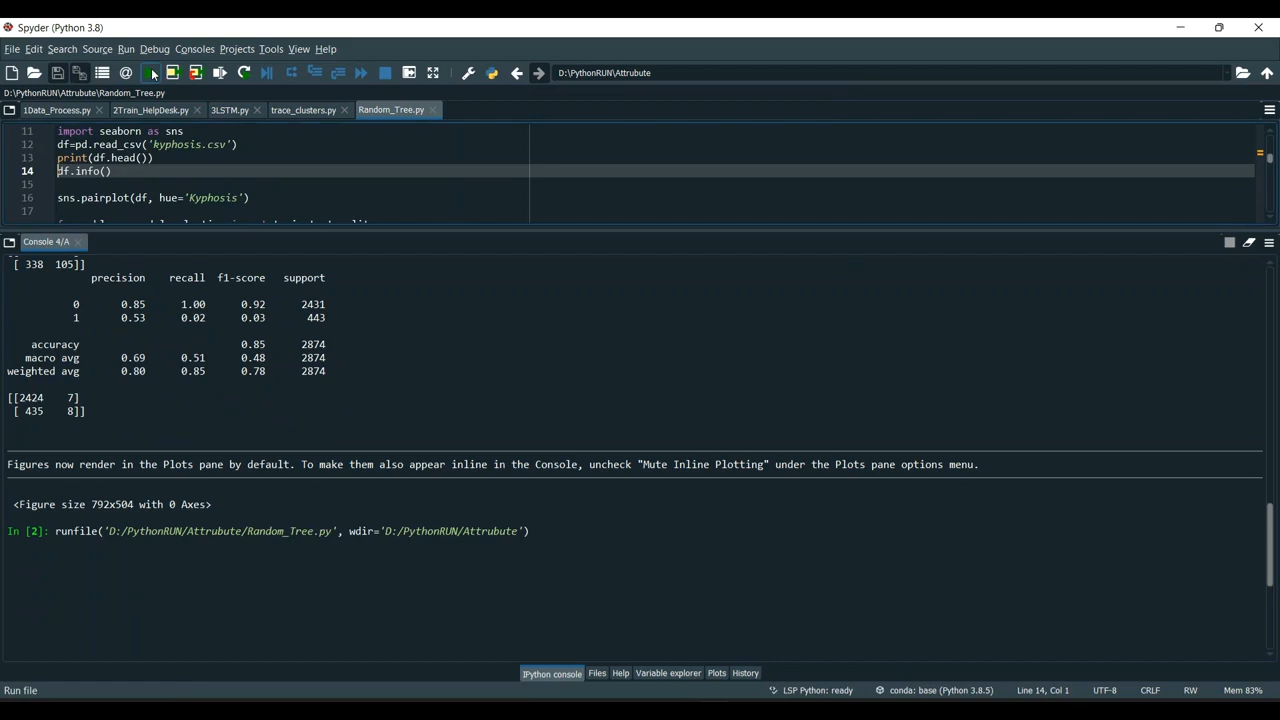 Spyder (Python 3.8)
File Edit Search Source Run Debug Consoles Projects Tools View Help
D:\PythonRUN\Attrubute
D:\PythonRUN\Attrubute\Random_Tree.py
1Data_Process.py 2Train_HelpDesk.py 3LSTM.py trace_clusters.py Random_Tree.py
11 import seaborn as sns
12 df=pd.read_csv('kyphosis.csv')
13 print(df.head())
14 df.info()
15
16 sns.pairplot(df, hue='Kyphosis')
17
Console 4/A
[ 338 105]]
precision recall f1-score support
0 0.85 1.00 0.92 2431
1 0.53 0.02 0.03 443
accuracy 0.85 2874
macro avg 0.69 0.51 0.48 2874
weighted avg 0.80 0.85 0.78 2874
[[2424 7]
[ 435 8]]
Figures now render in the Plots pane by default. To make them also appear inline in the Console, uncheck "Mute Inline Plotting" under the Plots pane options menu.
<Figure size 792x504 with 0 Axes>
In [2]: runfile('D:/PythonRUN/Attrubute/Random_Tree.py', wdir='D:/PythonRUN/Attrubute')
IPython console Files Help Variable explorer Plots History
Run file LSP Python: ready conda: base (Python 3.8.5) Line 14, Col 1 UTF-8 CRLF RW Mem 83%